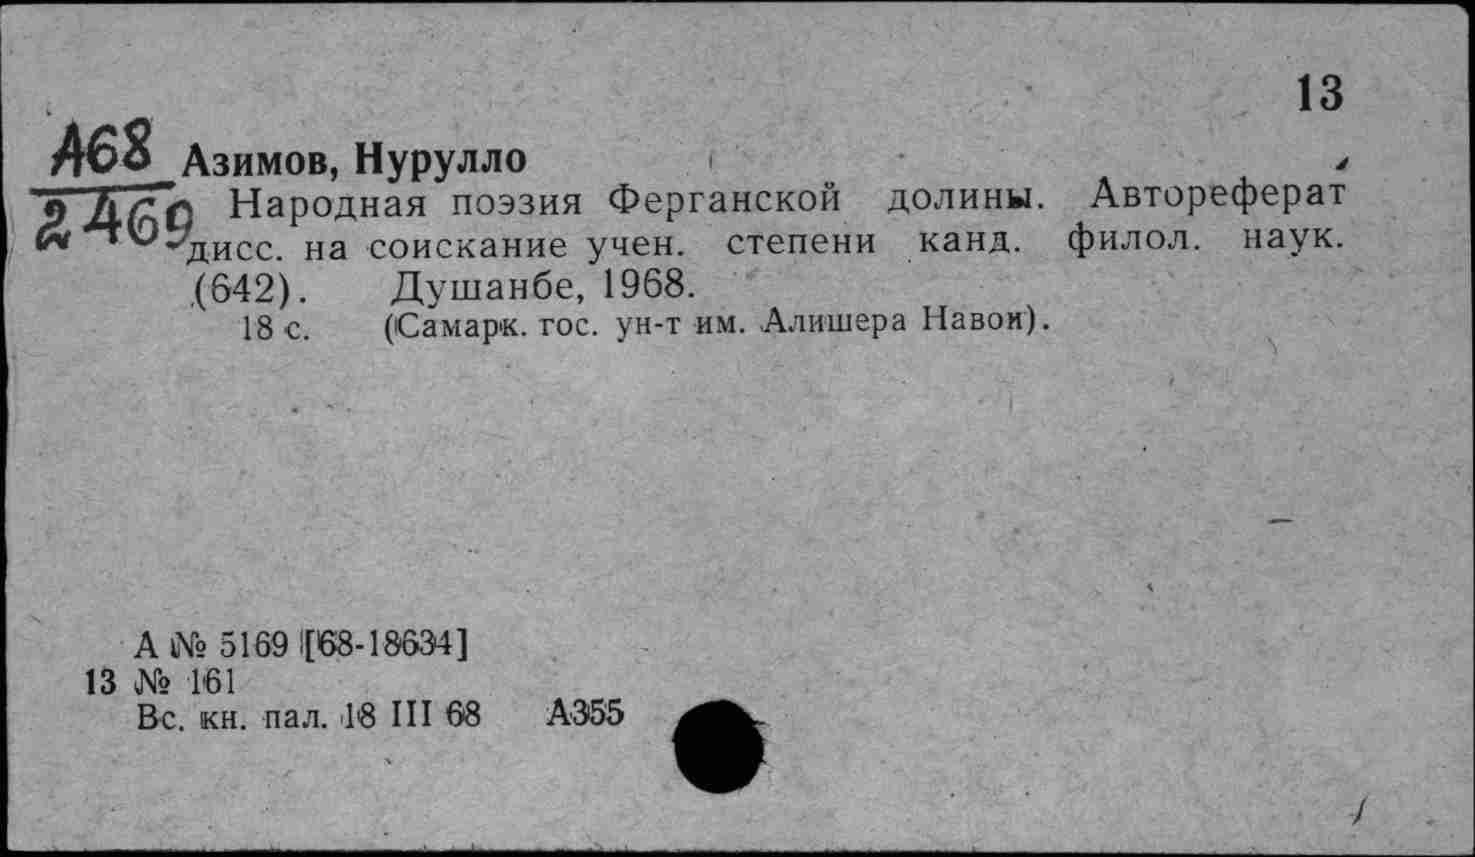 13
А68
2469
Азимов, Нурулло
Народная поэзия Ферганской долины. Автореферат
дисс. на соискание учен. степени канд. филол. наук.
(642). Душанбе, 1968.
18 с. (Самарк. гос. ун-т им. Алишера Навои).
А № 5169 [68-18634]
13 № 161
Вс. кн. пал. 18 III 68 А355